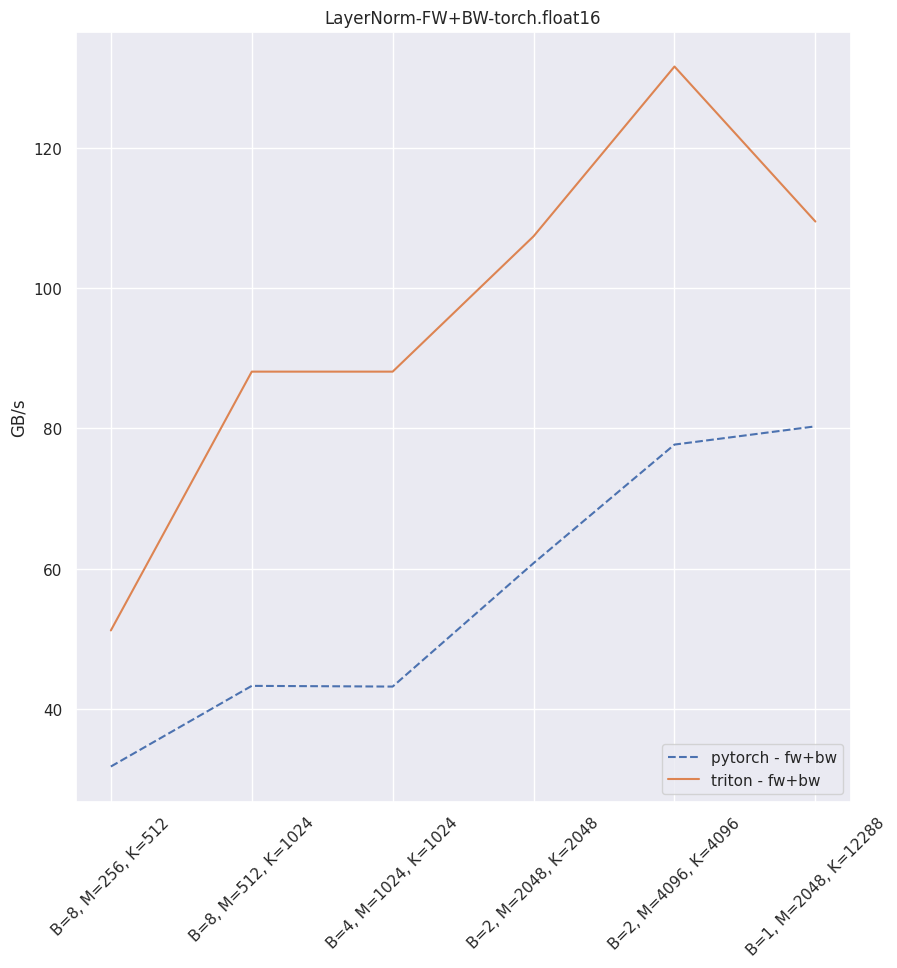 LayerNorm-FW+BW-torch.float16
120
100
80
60
40
GB/s
pytorch - fw+bw
triton - fw+bw
B=8, M=256, K=512
B=8, M=512, K=1024
B=4, M=1024, K=1024
B=2, M=2048, K=2048
B=2, M=4096, K=4096
B=1, M=2048, K=12288